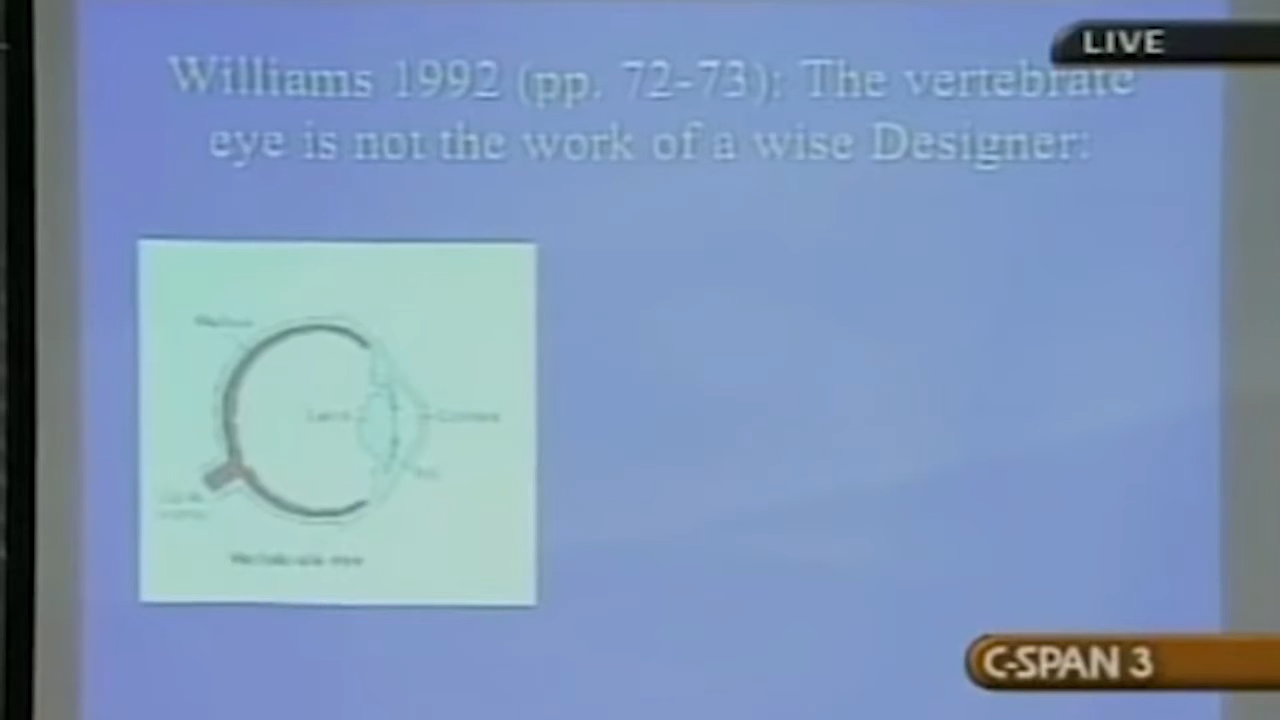 LIVE
Williams 1992 (pp. 72-73): The vertebrate
eye is not the work of a wise Designer:
Retina
Lens
Cornea
C-SPAN 3